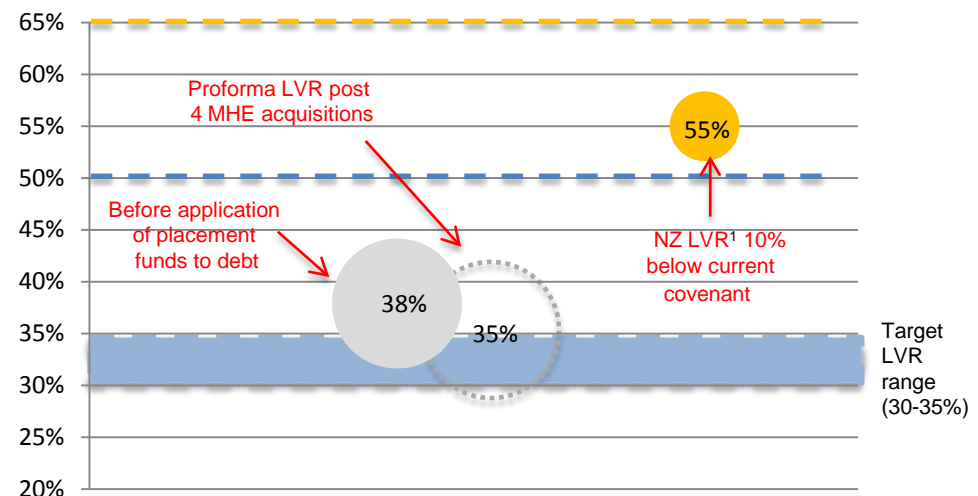 65%
60%
55%
50%
45%
40%
35%
30%
25%
20%
Proforma LVR post
4 MHE acquisitions
55%
Before application
of placement
funds to debt
NZ LVR¹ 10%
below current
covenant
38%
35%
Target
LVR
range
(30-35%)